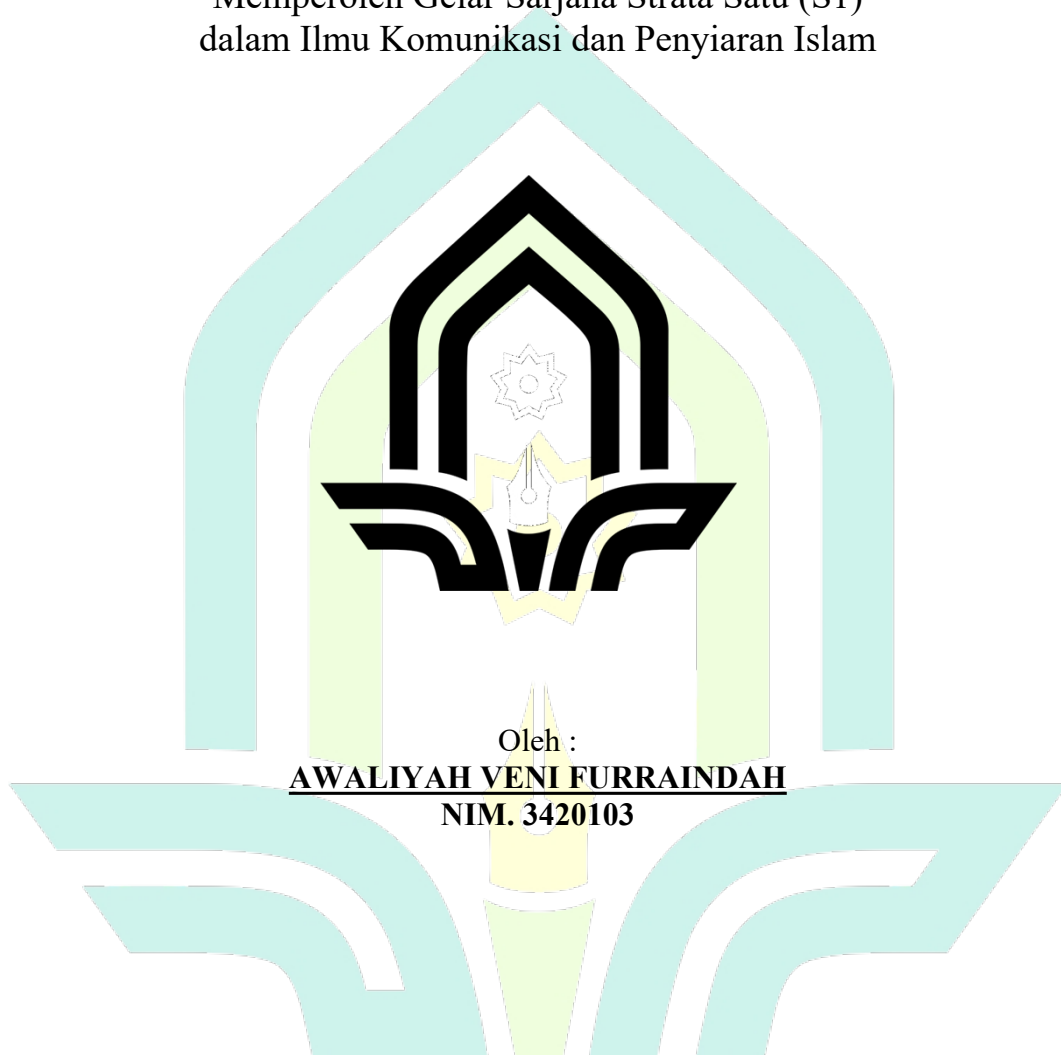 Memperoleh Gelar Sarjana Strata Satu (S1)
dalam Ilmu Komunikasi dan Penyiaran Islam
Oleh :
AWALIYAH VENI FURRAINDAH
NIM. 3420103